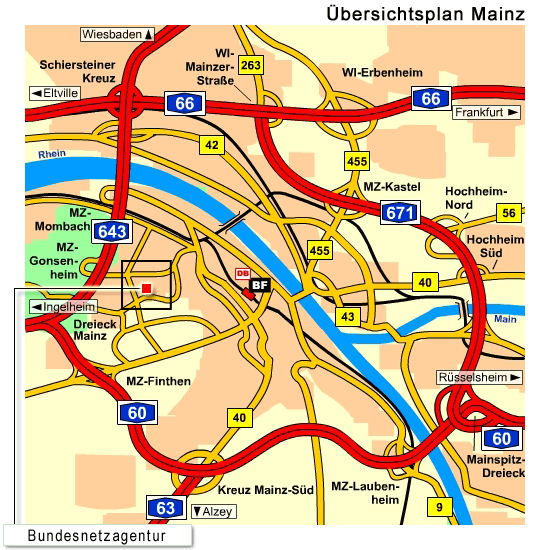 Übersichtsplan Mainz
Wiesbaden ▲
Schiersteiner
Kreuz
WI-
Mainzer-
Straße
263
WI-Erbenheim
◄Eltville
66
66
Frankfurt ►
42
Rhein
455
MZ-Kastel
Hochheim-
Nord
MZ-
Mombach
643
671
56
MZ-
Gonsen-
heim
455
Hochheim
Süd
DB
BF
40
◄Ingelheim
43
Main
Dreieck
Mainz
MZ-Finthen
Rüsselsheim ►
60
40
60
Mainspitz-
Dreieck
Kreuz Mainz-Süd
MZ-Lauben-
heim
63
▼Alzey
9
Bundesnetzagentur